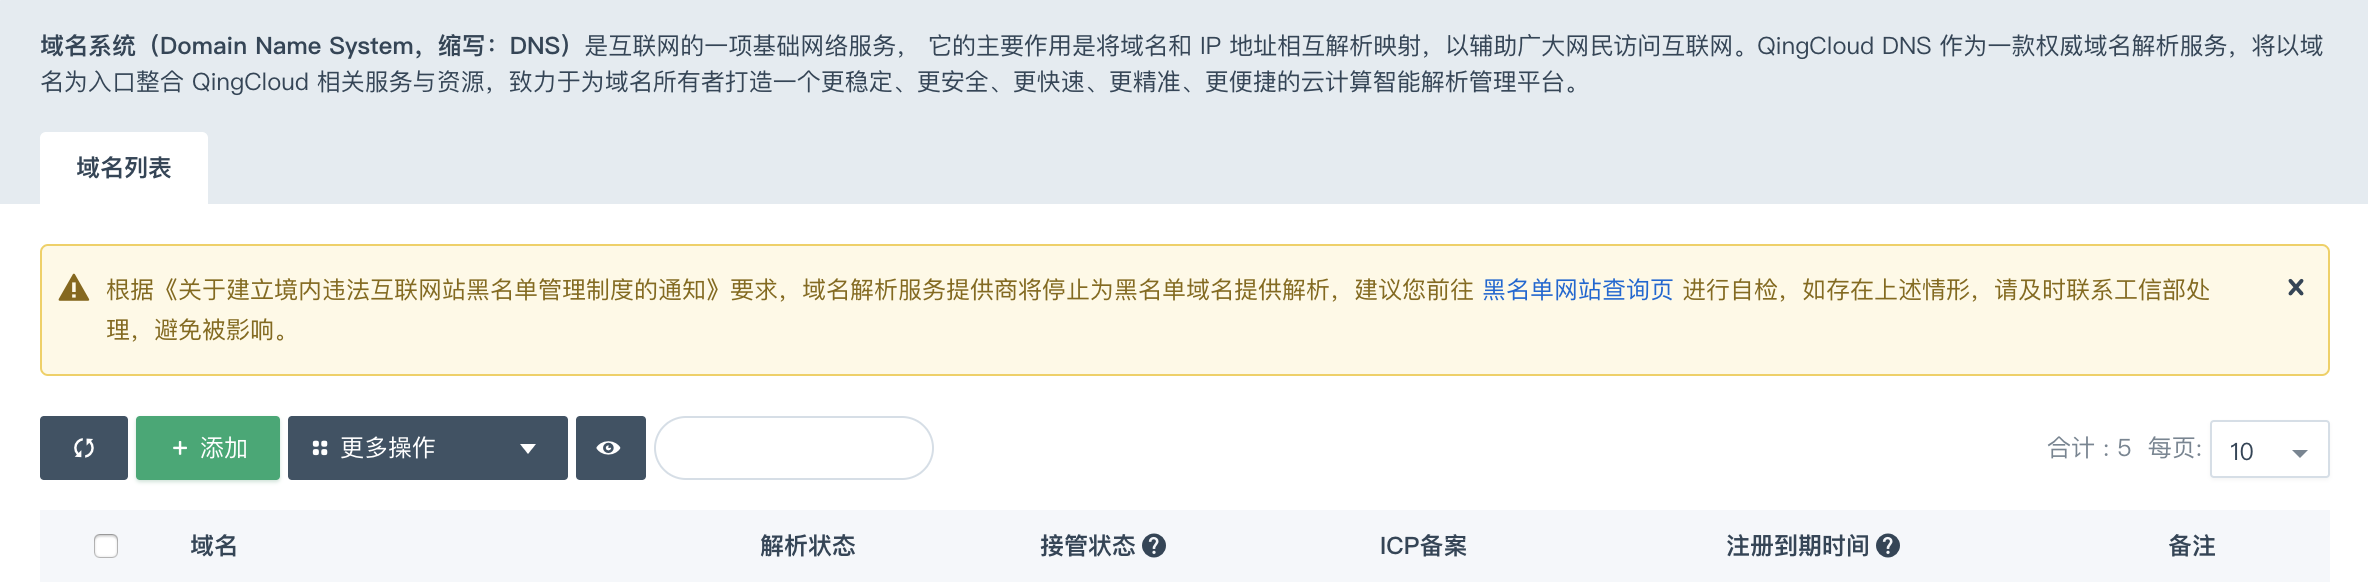 域名系统（Domain Name System，缩写：DNS）是互联网的一项基础网络服务， 它的主要作用是将域名和 IP 地址相互解析映射，以辅助广大网民访问互联网。QingCloud DNS 作为一款权威域名解析服务，将以域
名为入口整合 QingCloud 相关服务与资源，致力于为域名所有者打造一个更稳定、更安全、更快速、更精准、更便捷的云计算智能解析管理平台。
域名列表
根据《关于建立境内违法互联网站黑名单管理制度的通知》要求，域名解析服务提供商将停止为黑名单域名提供解析，建议您前往 黑名单网站查询页 进行自检，如存在上述情形，请及时联系工信部处
理，避免被影响。
+ 添加 更多操作 合计：5 每页: 10
域名 解析状态 接管状态 ICP备案 注册到期时间 备注